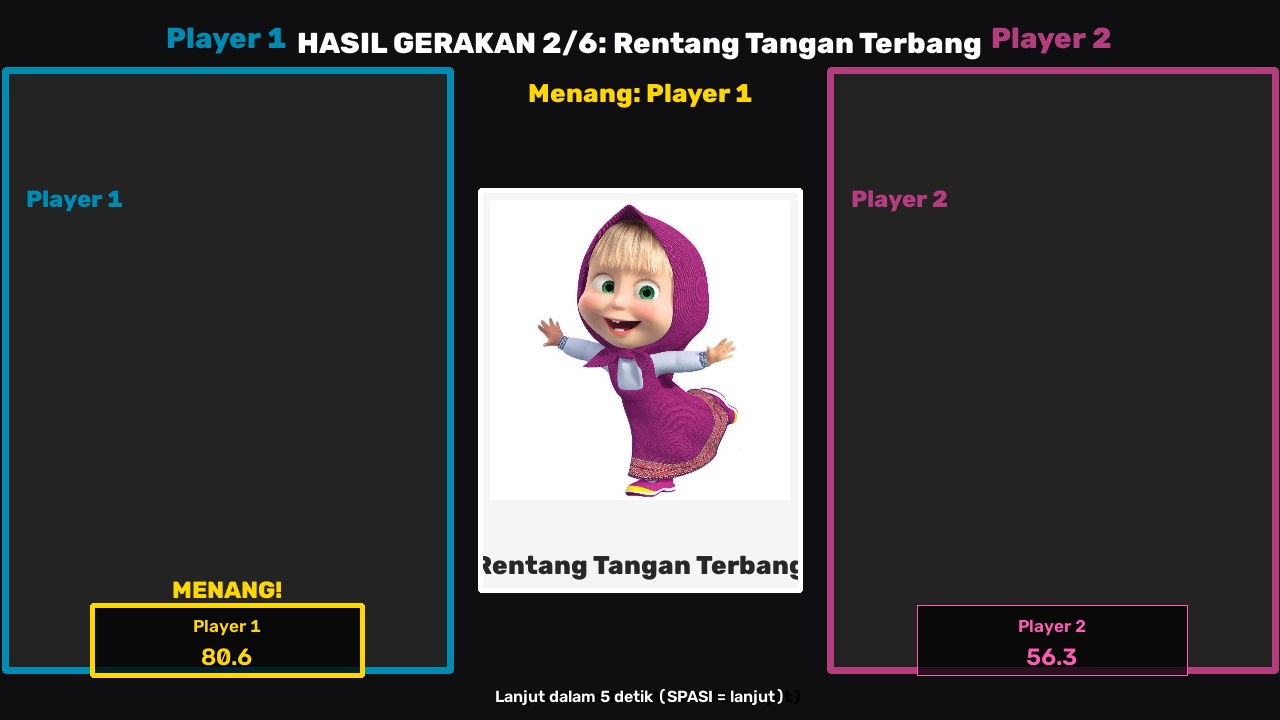 Player 1
HASIL GERAKAN 2/6: Rentang Tangan Terbang
Player 2
Menang: Player 1
Player 1
Player 2
Rentang Tangan Terbang
MENANG!
Player 1
80.6
Player 2
56.3
Lanjut dalam 5 detik (SPASI = lanjut)